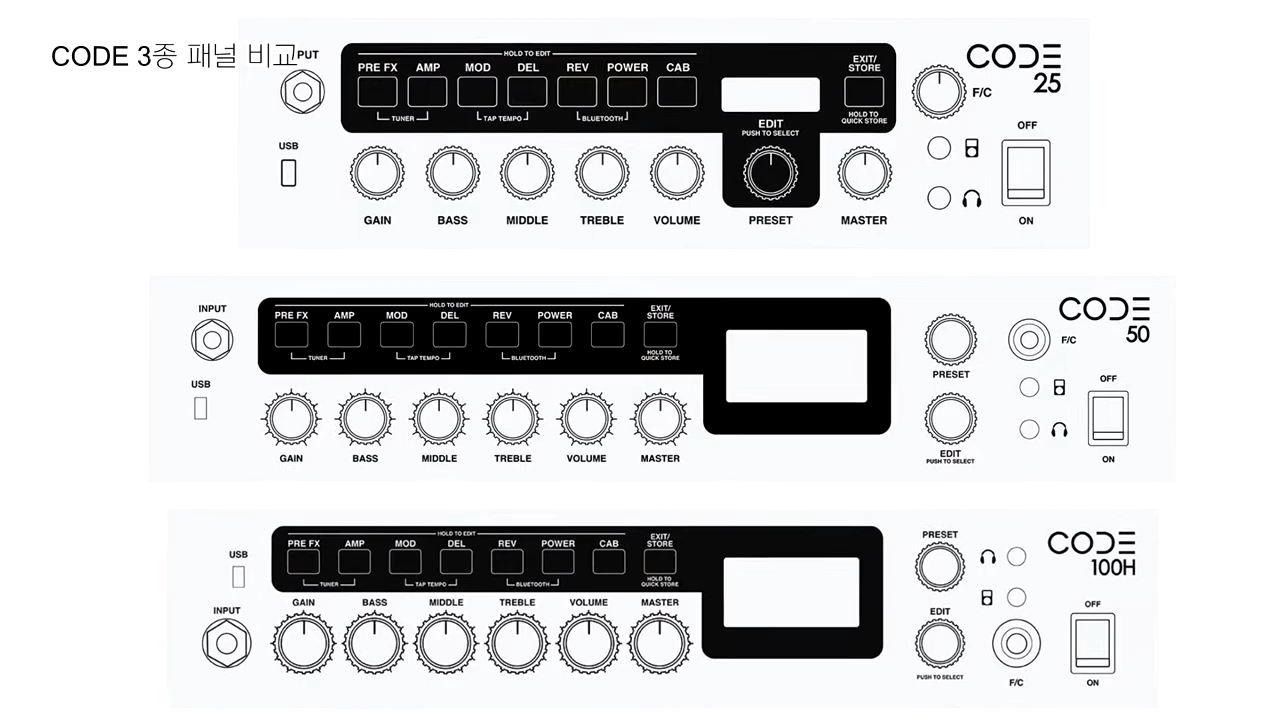 CODE 3종 패널 비교
PUT
HOLD TO EDIT
PRE FX AMP MOD DEL REV POWER CAB EXIT/ STORE
TUNER TAP TEMPO BLUETOOTH HOLD TO QUICK STORE
EDIT
PUSH TO SELECT
CODE
25
F/C
USB
OFF
ON
GAIN BASS MIDDLE TREBLE VOLUME PRESET MASTER
INPUT
HOLD TO EDIT
PRE FX AMP MOD DEL REV POWER CAB EXIT/ STORE
TUNER TAP TEMPO BLUETOOTH HOLD TO QUICK STORE
USB
GAIN BASS MIDDLE TREBLE VOLUME MASTER
PRESET
EDIT
PUSH TO SELECT
CODE
50
F/C
OFF
ON
USB
INPUT
HOLD TO EDIT
PRE FX AMP MOD DEL REV POWER CAB EXIT/ STORE
TUNER TAP TEMPO BLUETOOTH HOLD TO QUICK STORE
GAIN BASS MIDDLE TREBLE VOLUME MASTER
PRESET
EDIT
PUSH TO SELECT
CODE
100H
F/C
OFF
ON